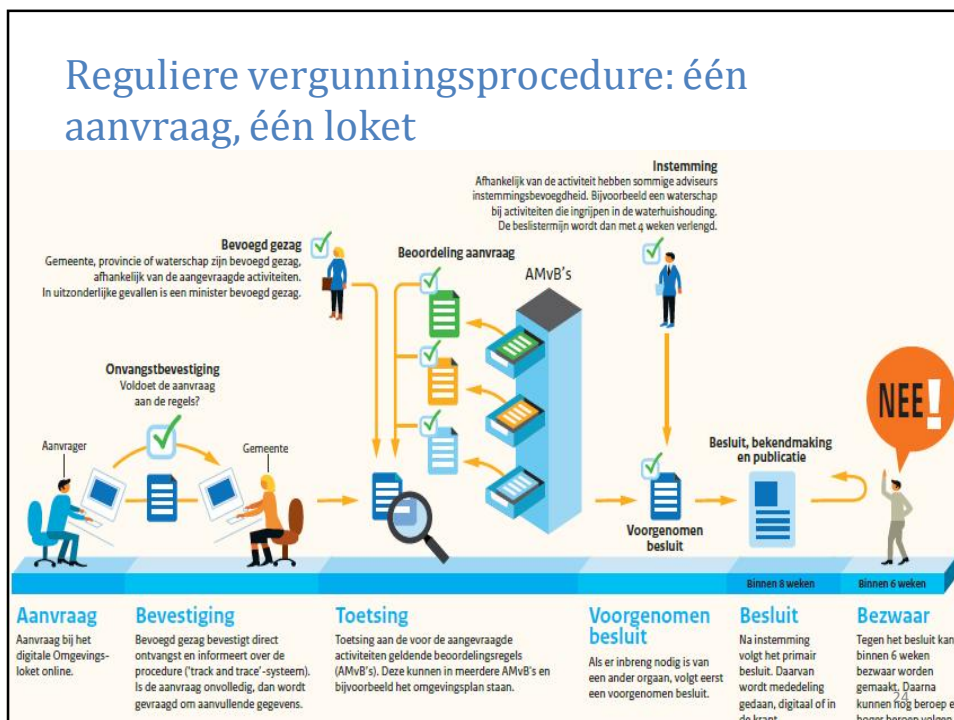 Reguliere vergunningsprocedure: één
aanvraag, één loket
Instemming
Afhankelijk van de activiteit hebben sommige adviseurs
instemmingsbevoegdheid. Bijvoorbeeld een waterschap
bij activiteiten die ingrijpen in de waterhuishouding.
De beslistermijn wordt dan met 4 weken verlengd.
Bevoegd gezag
Gemeente, provincie of waterschap zijn bevoegd gezag,
afhankelijk van de aangevraagde activiteiten.
In uitzonderlijke gevallen is een minister bevoegd gezag.
Beoordeling aanvraag
AMvB's
Onvangstbevestiging
Voldoet de aanvraag
aan de regels?
Aanvrager
Gemeente
NEE!
Besluit, bekendmaking
en publicatie
Voorgenomen
besluit
Binnen 8 weken
Binnen 6 weken
Aanvraag
Aanvraag bij het
digitale Omgevings-
loket online.
Bevestiging
Bevoegd gezag bevestigt direct
ontvangst en informeert over de
procedure ('track and trace'-systeem).
Is de aanvraag onvolledig, dan wordt
gevraagd om aanvullende gegevens.
Toetsing
Toetsing aan de voor de aangevraagde
activiteiten geldende beoordelingsregels
(AMvB's). Deze kunnen in meerdere AMvB's en
bijvoorbeeld het omgevingsplan staan.
Voorgenomen
besluit
Als er inbreng nodig is van
een ander orgaan, volgt eerst
een voorgenomen besluit.
Besluit
Na instemming
volgt het primair
besluit. Daarvan
wordt mededeling
gedaan, digitaal of in
de krant
Bezwaar
Tegen het besluit kan
binnen 6 weken
bezwaar worden
gemaakt. Daarna
kunnen nog beroep e
hoger beroep volgen
24